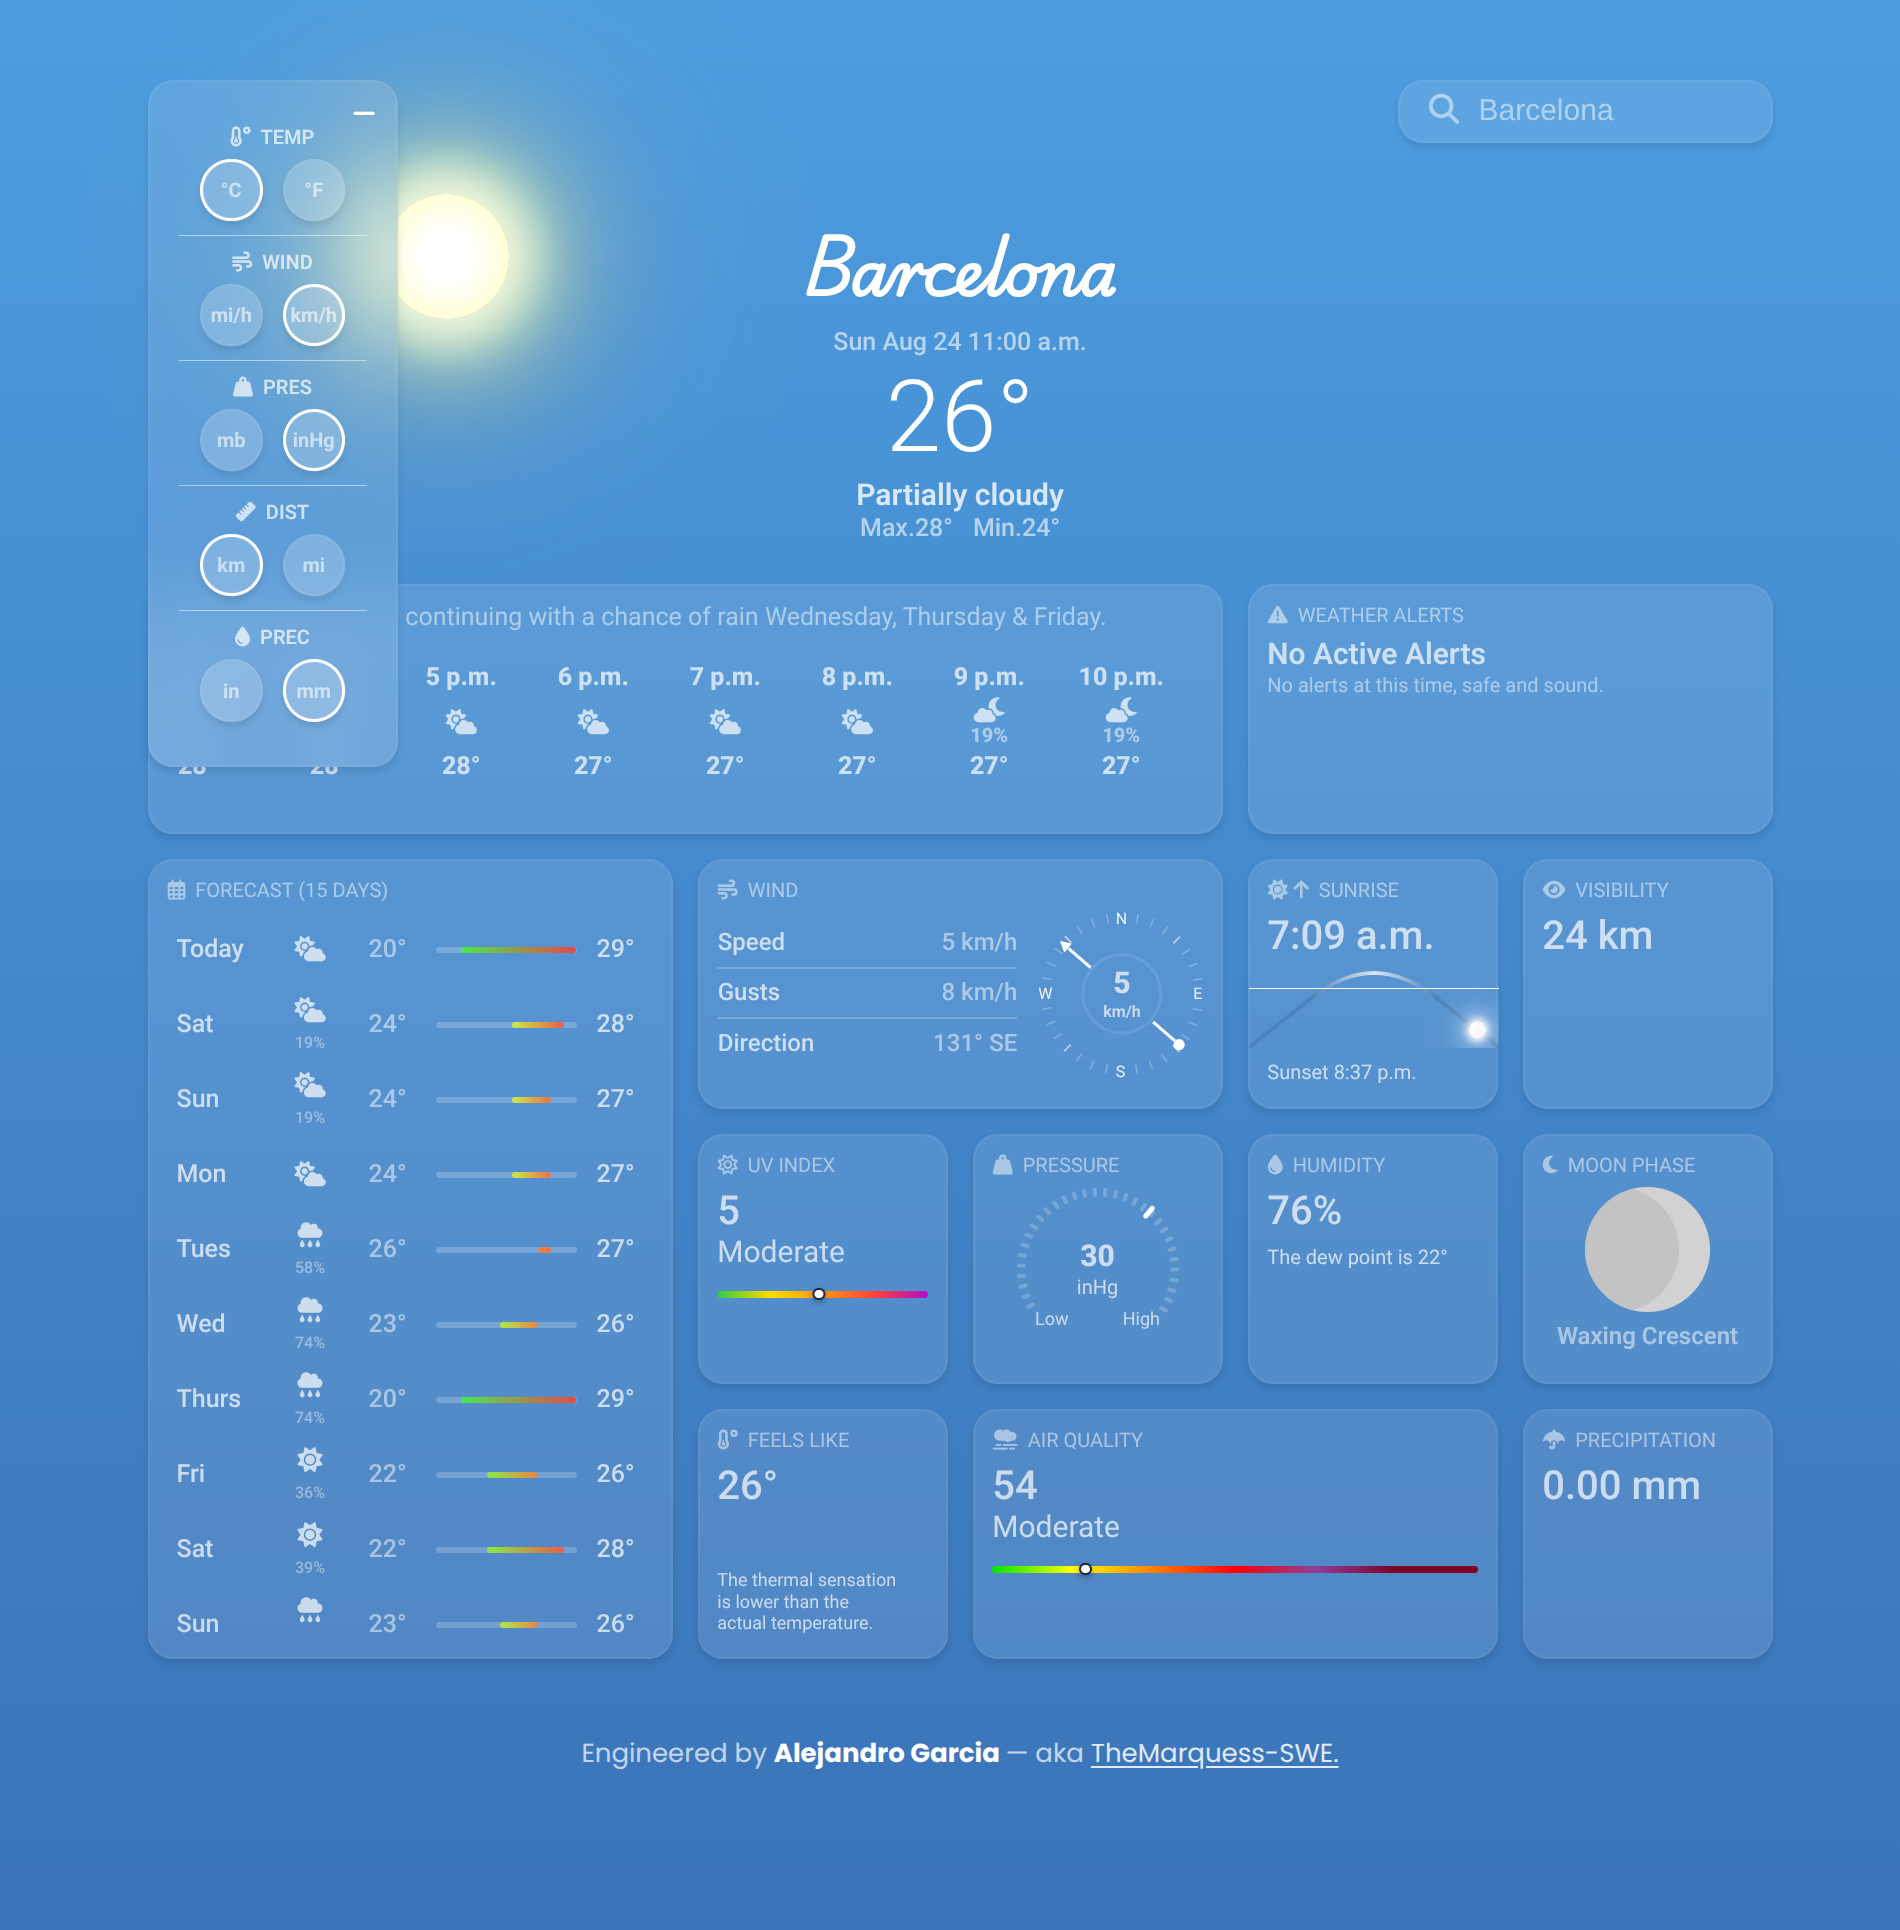 TEMP
°C °F
WIND
mi/h km/h
PRES
mb inHg
DIST
km mi
PREC
in mm
Barcelona
Barcelona
Sun Aug 24 11:00 a.m.
26°
Partially cloudy
Max.28° Min.24°
continuing with a chance of rain Wednesday, Thursday & Friday.
5 p.m. 6 p.m. 7 p.m. 8 p.m. 9 p.m. 10 p.m.
19% 19%
28 28 28° 27° 27° 27° 27° 27°
WEATHER ALERTS
No Active Alerts
No alerts at this time, safe and sound.
FORECAST (15 DAYS)
Today 20° 29°
Sat 19% 24° 28°
Sun 19% 24° 27°
Mon 24° 27°
Tues 58% 26° 27°
Wed 74% 23° 26°
Thurs 74% 20° 29°
Fri 36% 22° 26°
Sat 39% 22° 28°
Sun 23° 26°
WIND
Speed 5 km/h
Gusts 8 km/h
Direction 131° SE
N
W E
S
5
km/h
SUNRISE
7:09 a.m.
Sunset 8:37 p.m.
VISIBILITY
24 km
UV INDEX
5
Moderate
PRESSURE
30
inHg
Low High
HUMIDITY
76%
The dew point is 22°
MOON PHASE
Waxing Crescent
FEELS LIKE
26°
The thermal sensation
is lower than the
actual temperature.
AIR QUALITY
54
Moderate
PRECIPITATION
0.00 mm
Engineered by Alejandro Garcia — aka TheMarquess-SWE.